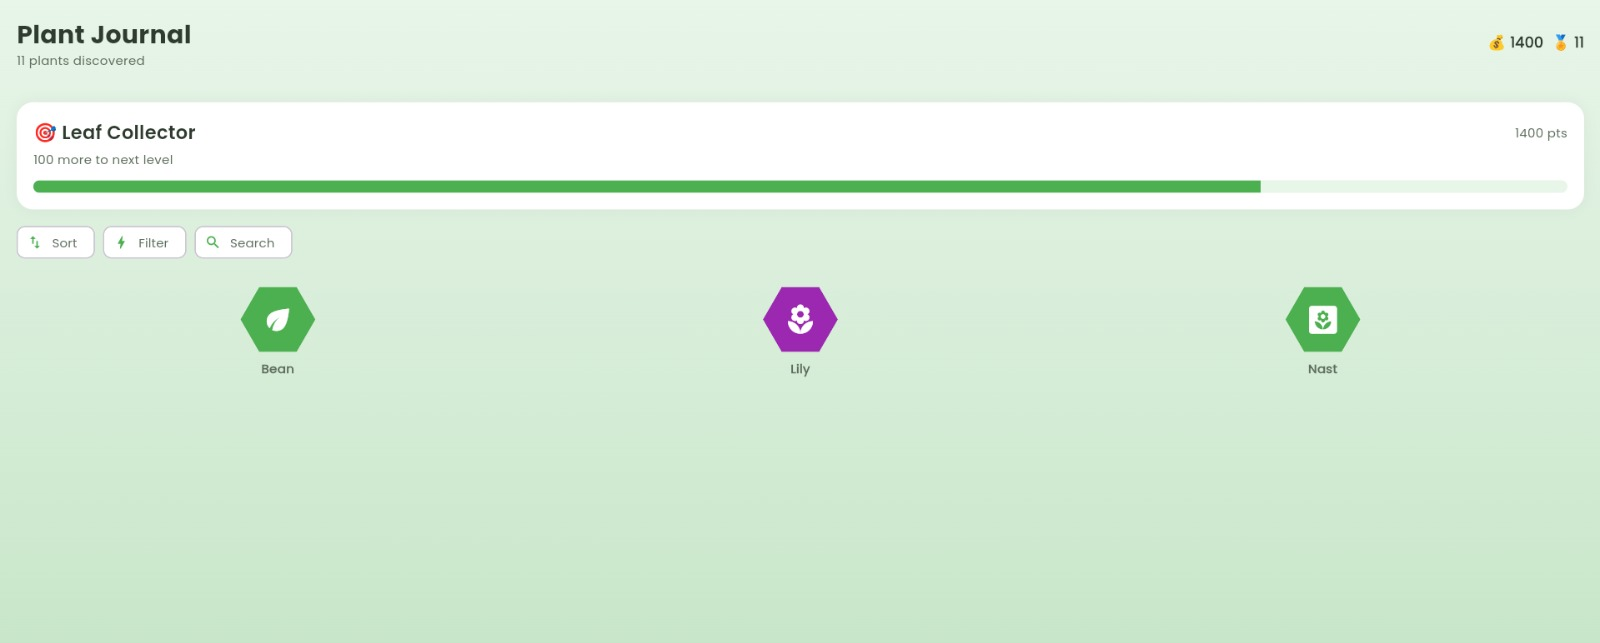 Plant Journal
11 plants discovered
💰 1400 🏅 11
🎯 Leaf Collector
1400 pts
100 more to next level
Sort
Filter
Search
Bean
Lily
Nast